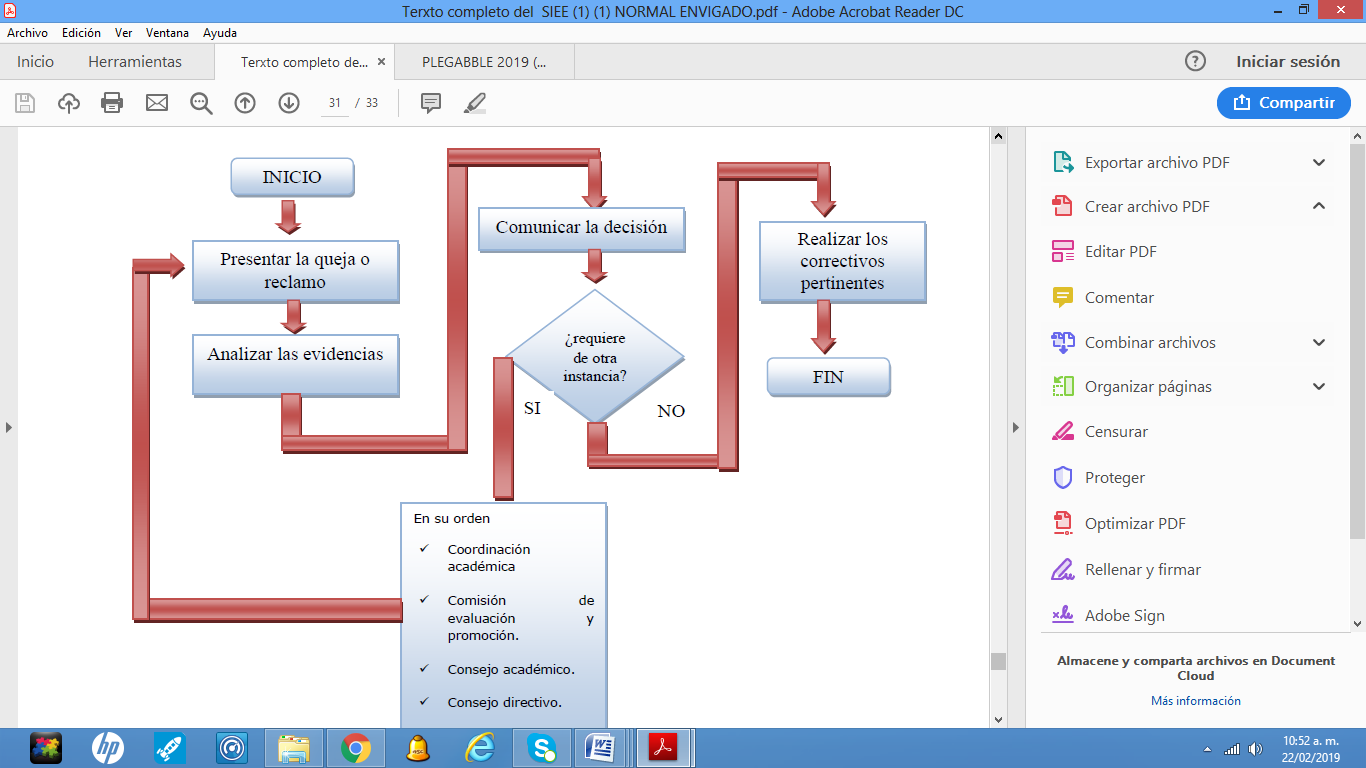 Terxto completo del  SIEE (1) (1) NORMAL ENVIGADO.pdf - Adobe Acrobat Reader DC
Archivo Edición Ver Ventana Ayuda
Inicio Herramientas Terxto completo de... × PLEGABBLE 2019 (... ? Iniciar sesión
31 / 33 Compartir
INICIO
Presentar la queja o
reclamo
Analizar las evidencias
Comunicar la decisión
¿requiere
de otra
instancia?
SI
NO
Realizar los
correctivos
pertinentes
FIN
En su orden
✓ Coordinación
académica
✓ Comisión de
evaluación y
promoción.
✓ Consejo académico.
✓ Consejo directivo.
Exportar archivo PDF
Crear archivo PDF
Editar PDF
Comentar
Combinar archivos
Organizar páginas
Censurar
Proteger
Optimizar PDF
Rellenar y firmar
Adobe Sign
Almacene y comparta archivos en Document
Cloud
Más información
10:52 a. m.
22/02/2019